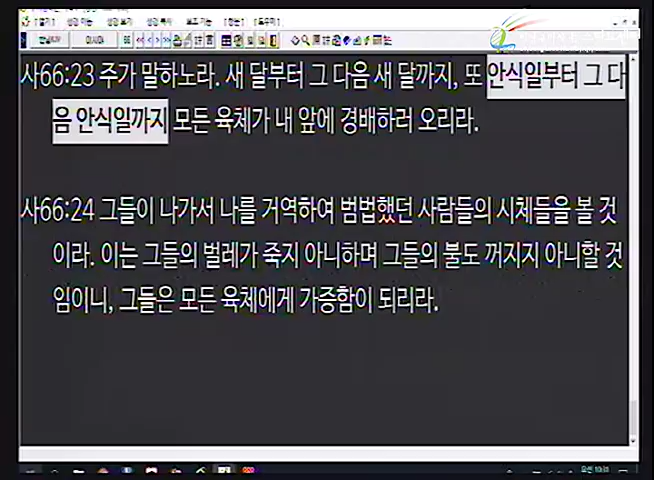 사66:23 주가 말하노라. 새 달부터 그 다음 새 달까지, 또 안식일부터 그 다
음 안식일까지 모든 육체가 내 앞에 경배하러 오리라.
사66:24 그들이 나가서 나를 거역하여 범법했던 사람들의 시체들을 볼 것
이라. 이는 그들의 벌레가 죽지 아니하며 그들의 불도 꺼지지 아니할 것
임이니, 그들은 모든 육체에게 가증함이 되리라.